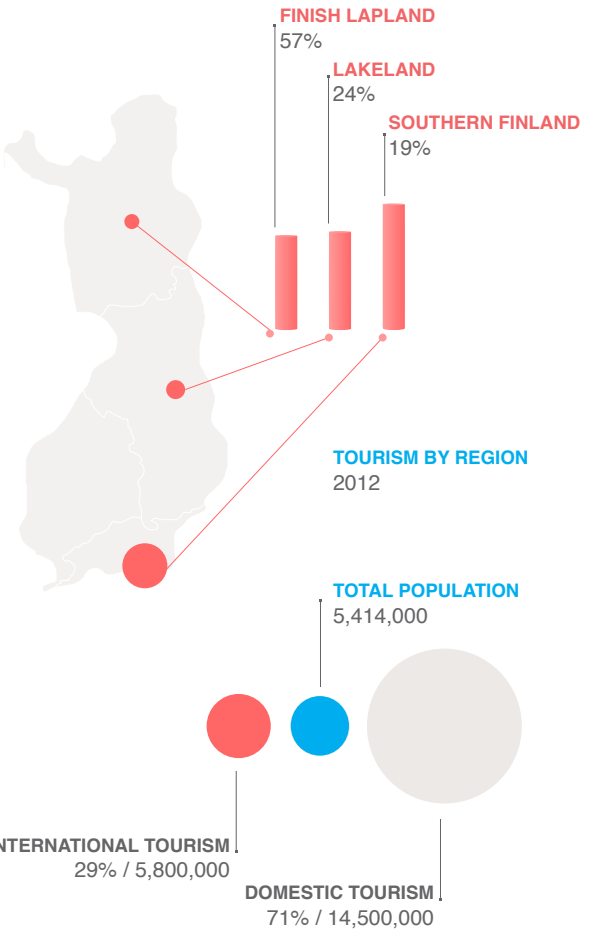 FINISH LAPLAND
57%
LAKELAND
24%
SOUTHERN FINLAND
19%
TOURISM BY REGION
2012
TOTAL POPULATION
5,414,000
NTERNATIONAL TOURISM
29% / 5,800,000
DOMESTIC TOURISM
71% / 14,500,000